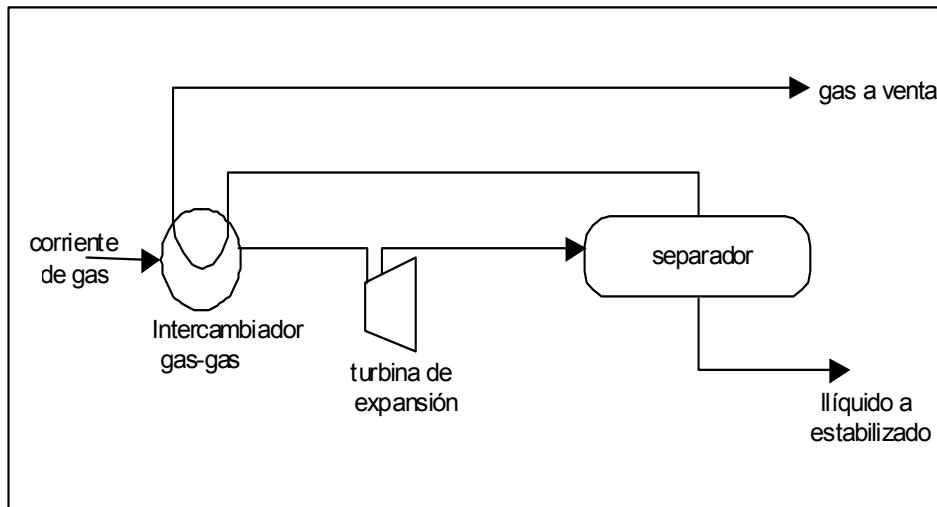 gas a venta
corriente
de gas
separador
Intercambiador
gas-gas
turbina de
expansión
llíquido a
estabilizado